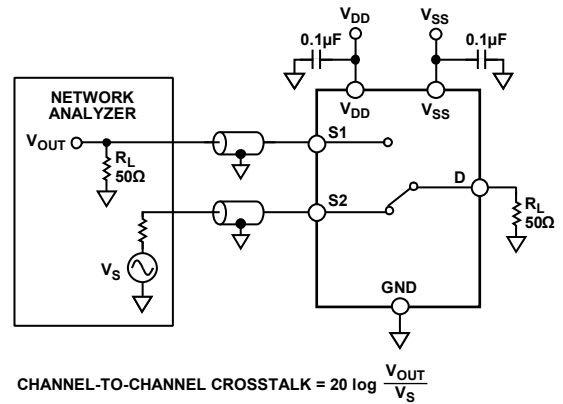 V_DD
V_SS
0.1µF
0.1µF
NETWORK
ANALYZER
V_DD
V_SS
V_OUT
S1
R_L
50Ω
S2
D
R_L
50Ω
V_S
GND
CHANNEL-TO-CHANNEL CROSSTALK = 20 log V_OUT / V_S